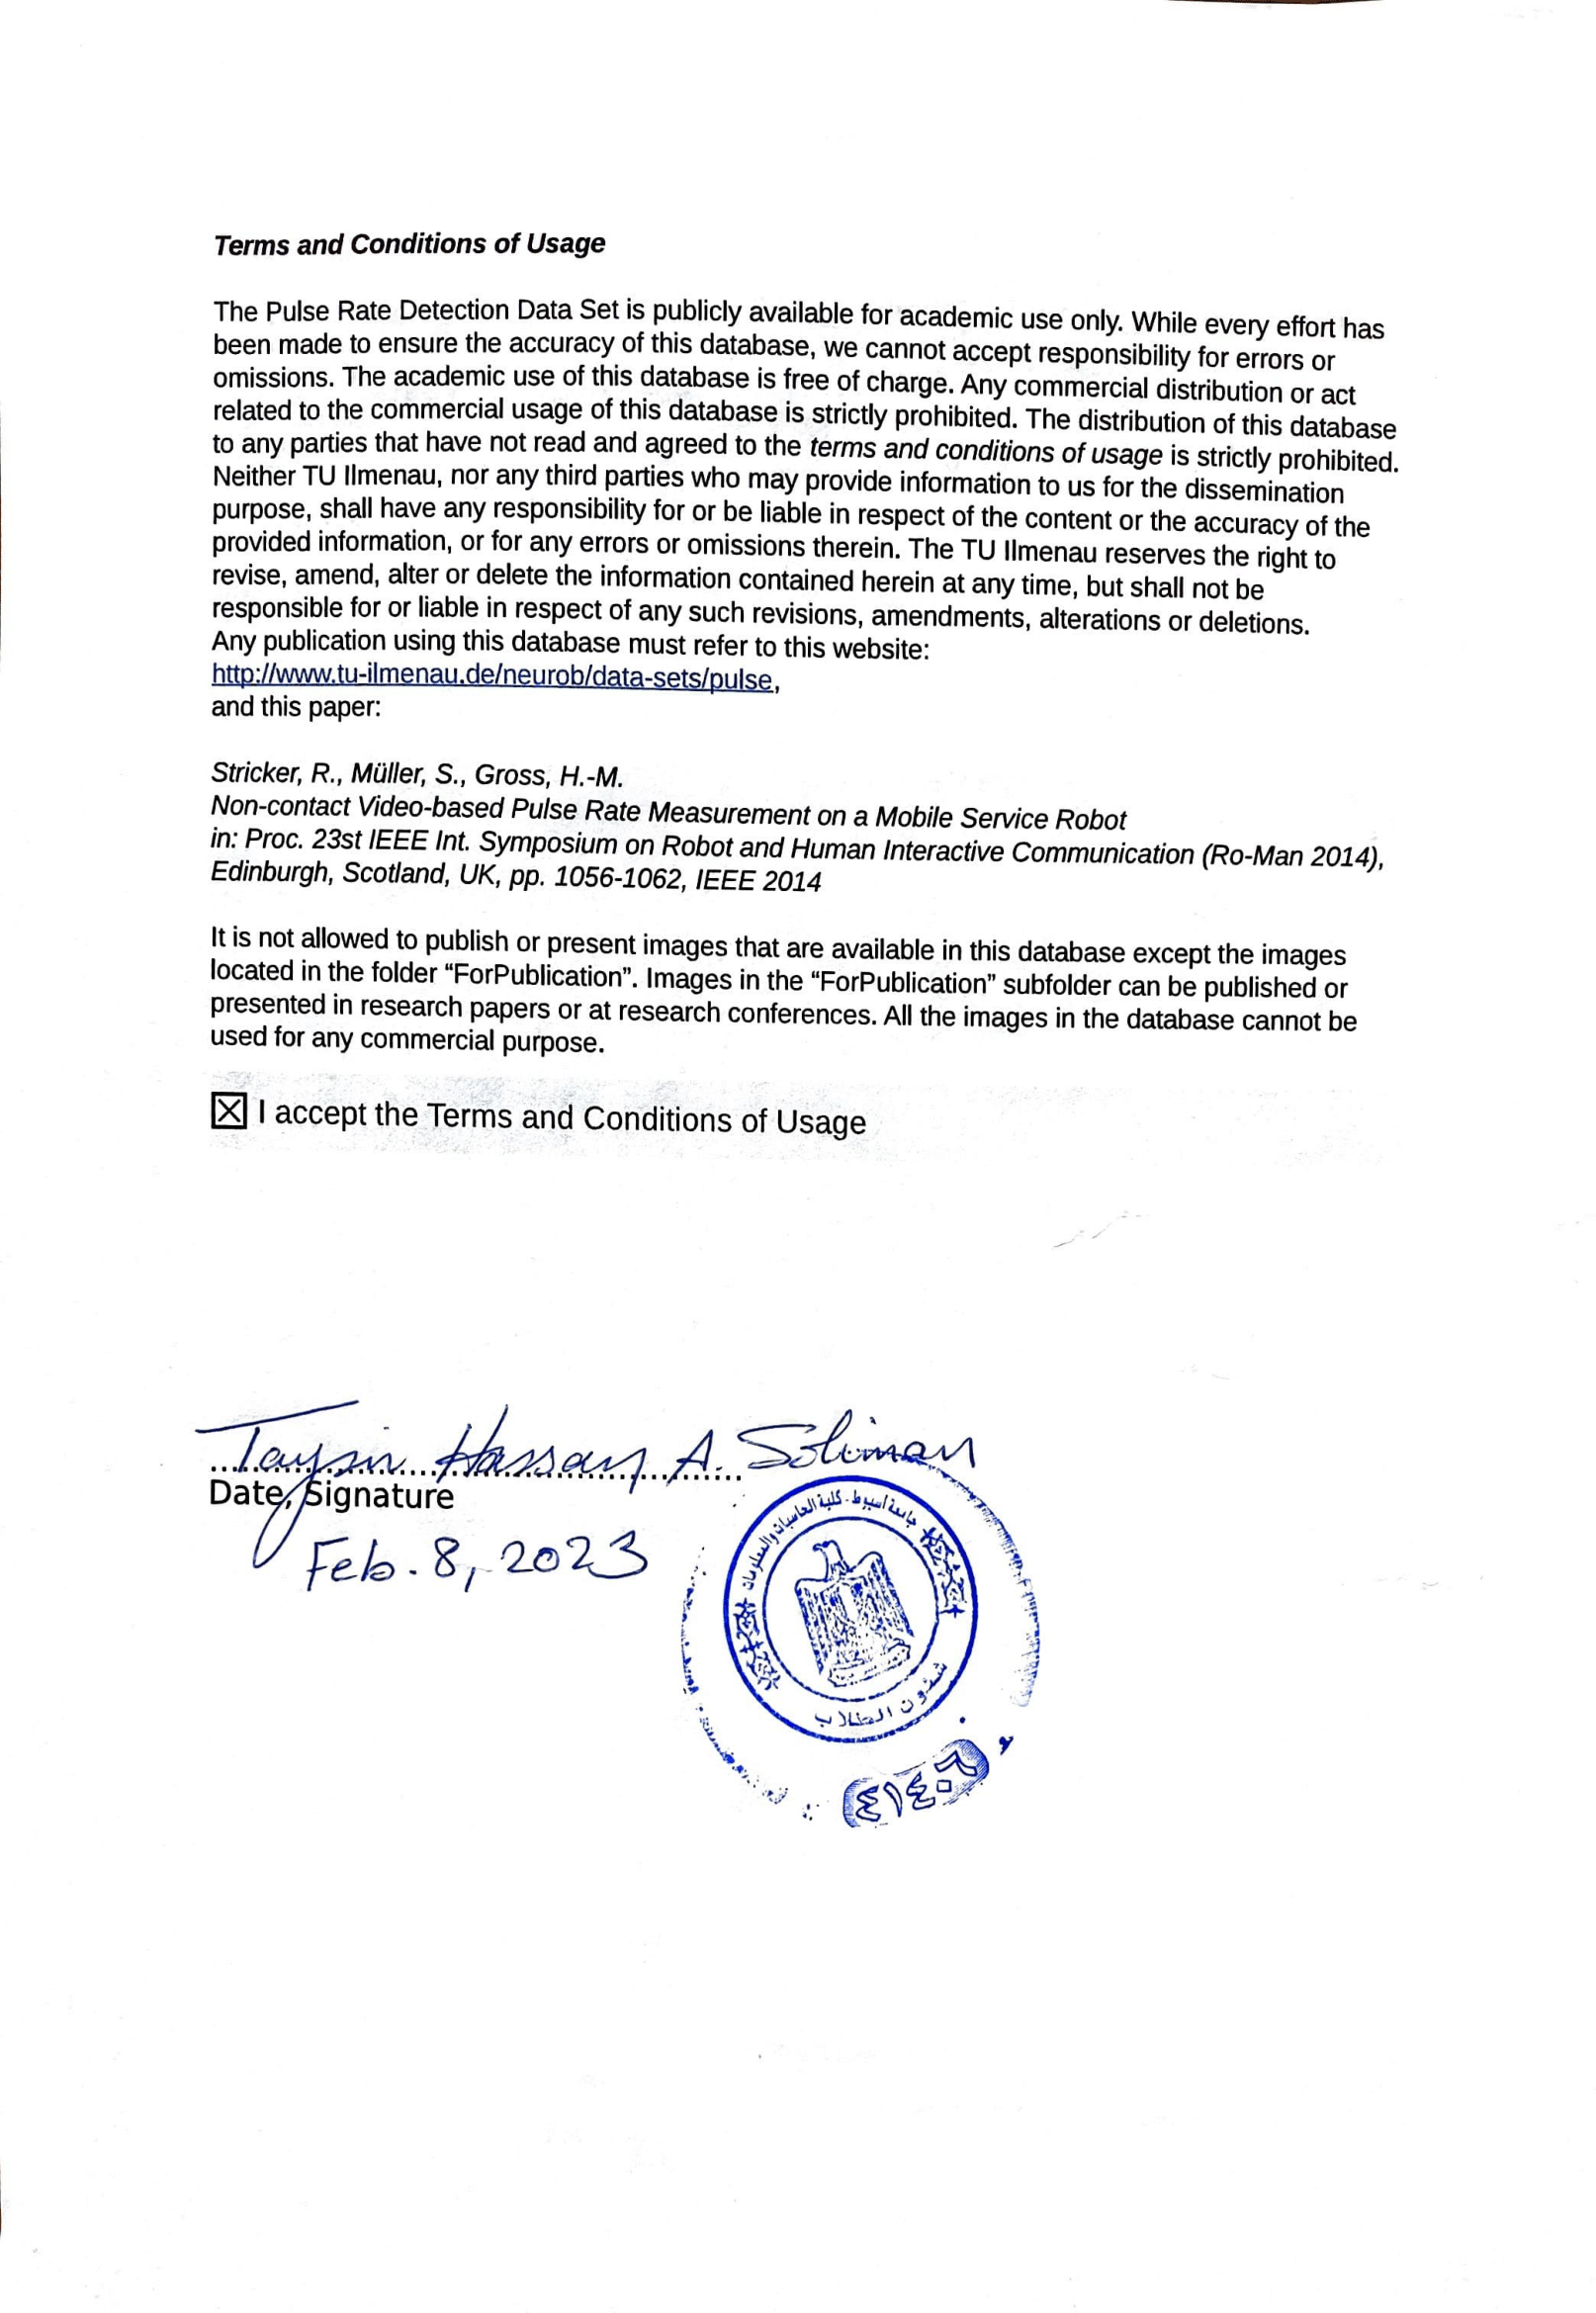 Terms and Conditions of Usage
The Pulse Rate Detection Data Set is publicly available for academic use only. While every effort has
been made to ensure the accuracy of this database, we cannot accept responsibility for errors or
omissions. The academic use of this database is free of charge. Any commercial distribution or act
related to the commercial usage of this database is strictly prohibited. The distribution of this database
to any parties that have not read and agreed to the terms and conditions of usage is strictly prohibited.
Neither TU Ilmenau, nor any third parties who may provide information to us for the dissemination
purpose, shall have any responsibility for or be liable in respect of the content or the accuracy of the
provided information, or for any errors or omissions therein. The TU Ilmenau reserves the right to
revise, amend, alter or delete the information contained herein at any time, but shall not be
responsible for or liable in respect of any such revisions, amendments, alterations or deletions.
Any publication using this database must refer to this website:
http://www.tu-ilmenau.de/neurob/data-sets/pulse,
and this paper:
Stricker, R., Müller, S., Gross, H.-M.
Non-contact Video-based Pulse Rate Measurement on a Mobile Service Robot
in: Proc. 23st IEEE Int. Symposium on Robot and Human Interactive Communication (Ro-Man 2014),
Edinburgh, Scotland, UK, pp. 1056-1062, IEEE 2014
It is not allowed to publish or present images that are available in this database except the images
located in the folder “ForPublication”. Images in the “ForPublication” subfolder can be published or
presented in research papers or at research conferences. All the images in the database cannot be
used for any commercial purpose.
☒ I accept the Terms and Conditions of Usage
Taysir Hassan A. Soliman
Date, Signature
Feb. 8, 2023
جامعة أسيوط - كلية الحاسبات والمعلومات
شئون الطلاب